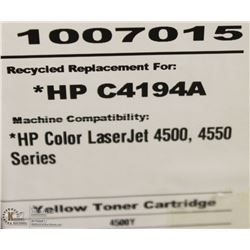 1007015
Recycled Replacement For:
*HP C4194A
Machine Compatibility:
*HP Color LaserJet 4500, 4550
Series
Yellow Toner Cartridge
4500Y